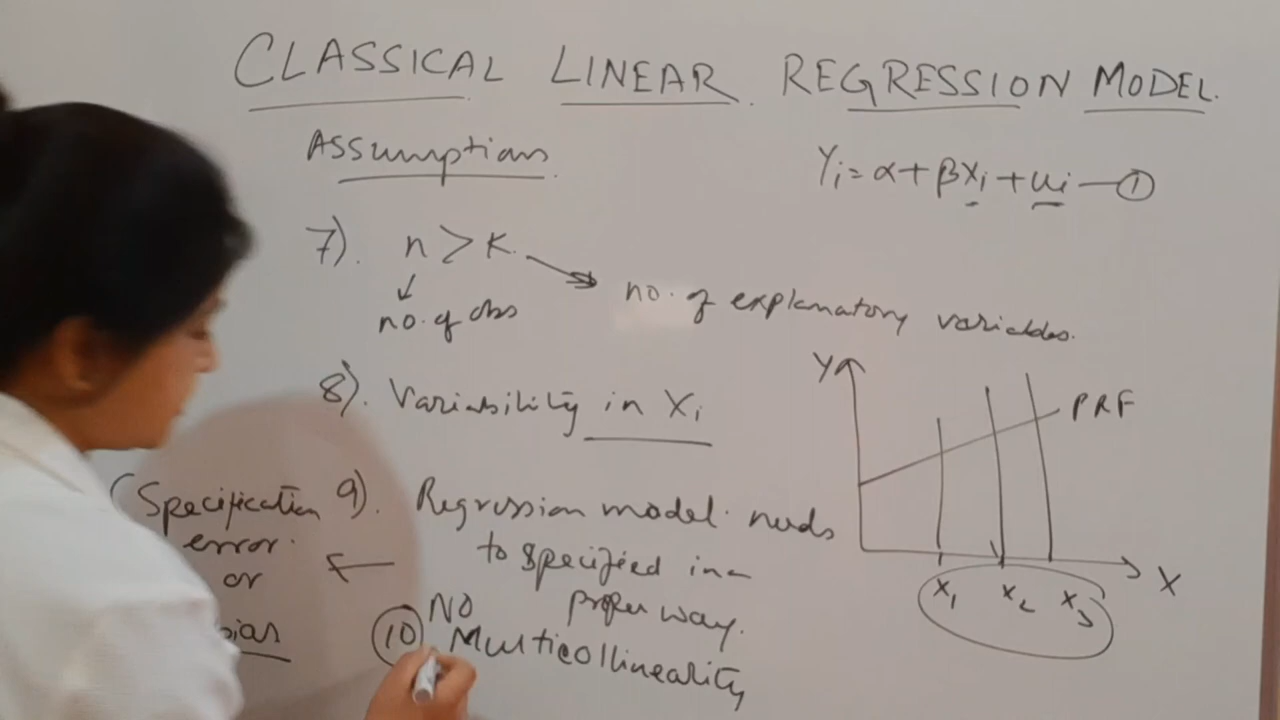 CLASSICAL LINEAR REGRESSION MODEL.
Assumptions
Yi = α + βXi + ui — ①
7). n > K.
no. of obs
no. of explanatory variables.
8). Variability in Xi
(Specification
error
or
bias
9). Regression model needs
to specified in a
proper way.
10) NO
Multicollinearity
Y
PRF
X1 X2 X3
X